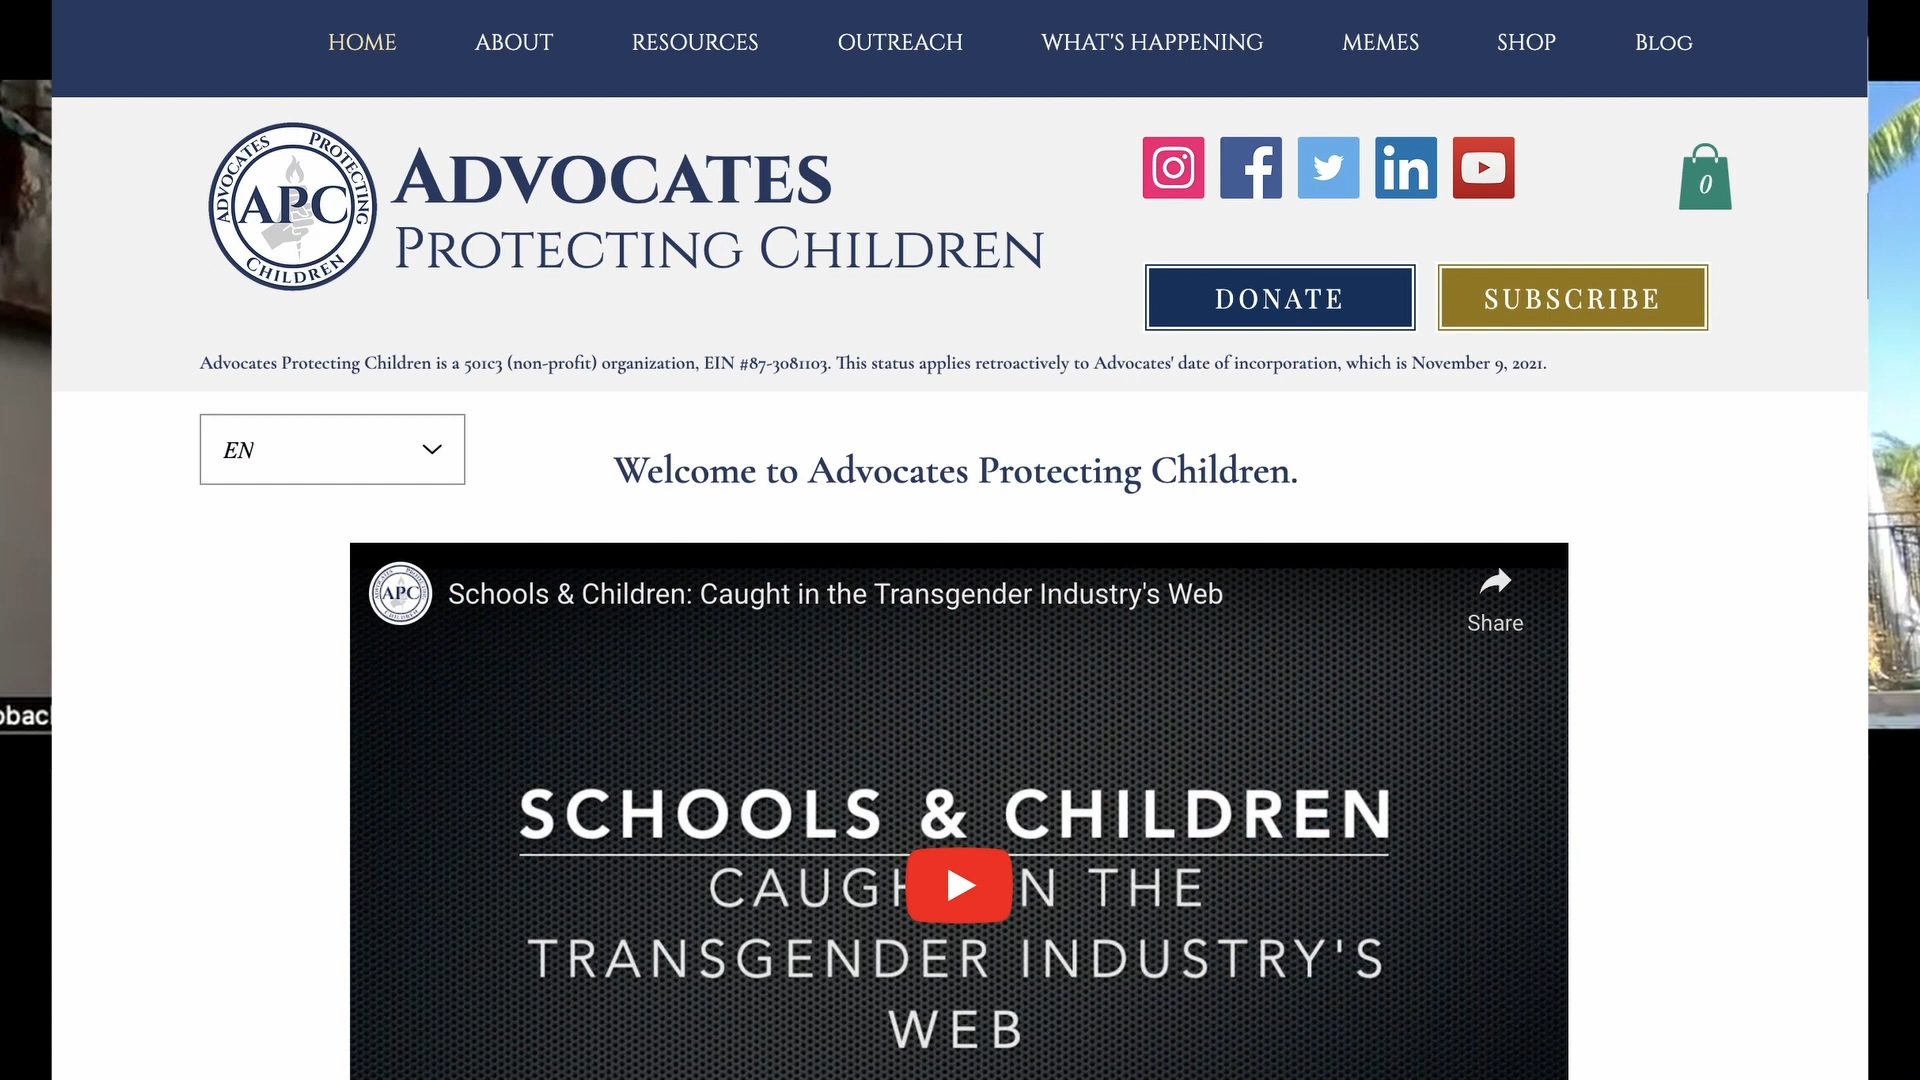 HOME ABOUT RESOURCES OUTREACH WHAT'S HAPPENING MEMES SHOP Blog
ADVOCATES PROTECTING
APC
CHILDREN
Advocates
Protecting Children
0
DONATE SUBSCRIBE
Advocates Protecting Children is a 501c3 (non-profit) organization, EIN #87-3081103. This status applies retroactively to Advocates' date of incorporation, which is November 9, 2021.
EN
Welcome to Advocates Protecting Children.
APC
Schools & Children: Caught in the Transgender Industry's Web
Share
SCHOOLS & CHILDREN
N THE
TRANSGENDER INDUSTRY'S
WEB